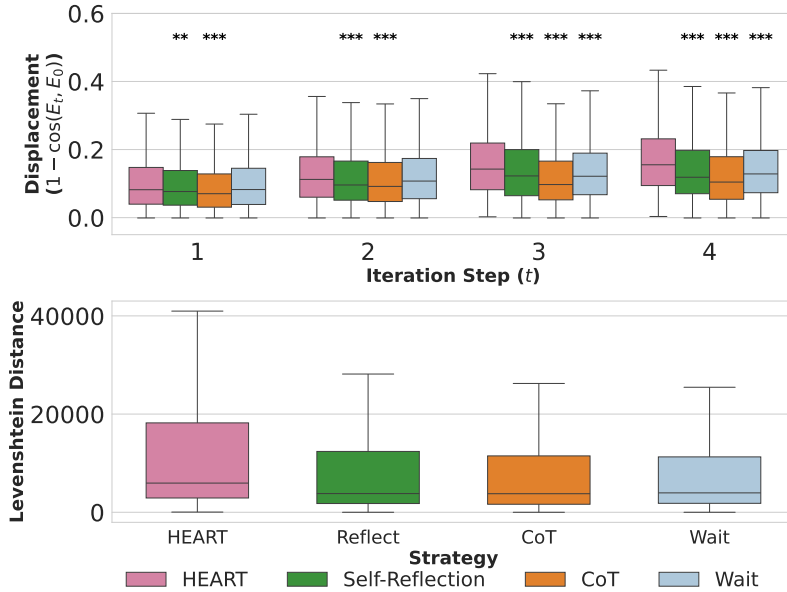 0.6
** *** *** *** *** *** *** *** *** ***
0.4
0.2
0.0
Displacement
(1 − cos(E_t, E_0))
1 2 3 4
Iteration Step (t)
40000
20000
0
Levenshtein Distance
HEART Reflect CoT Wait
Strategy
HEART Self-Reflection CoT Wait